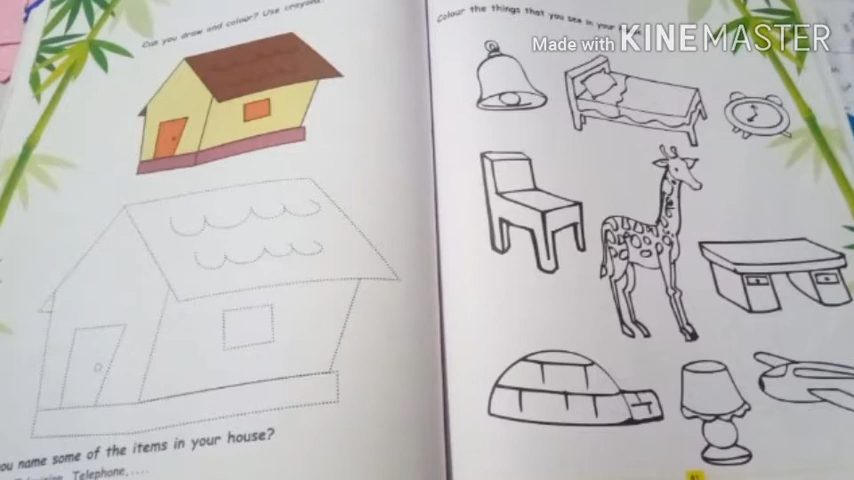 Can you draw and colour? Use crayons.
you name some of the items in your house?
Telephone,....
Colour the things that you see in your
Made with KINEMASTER